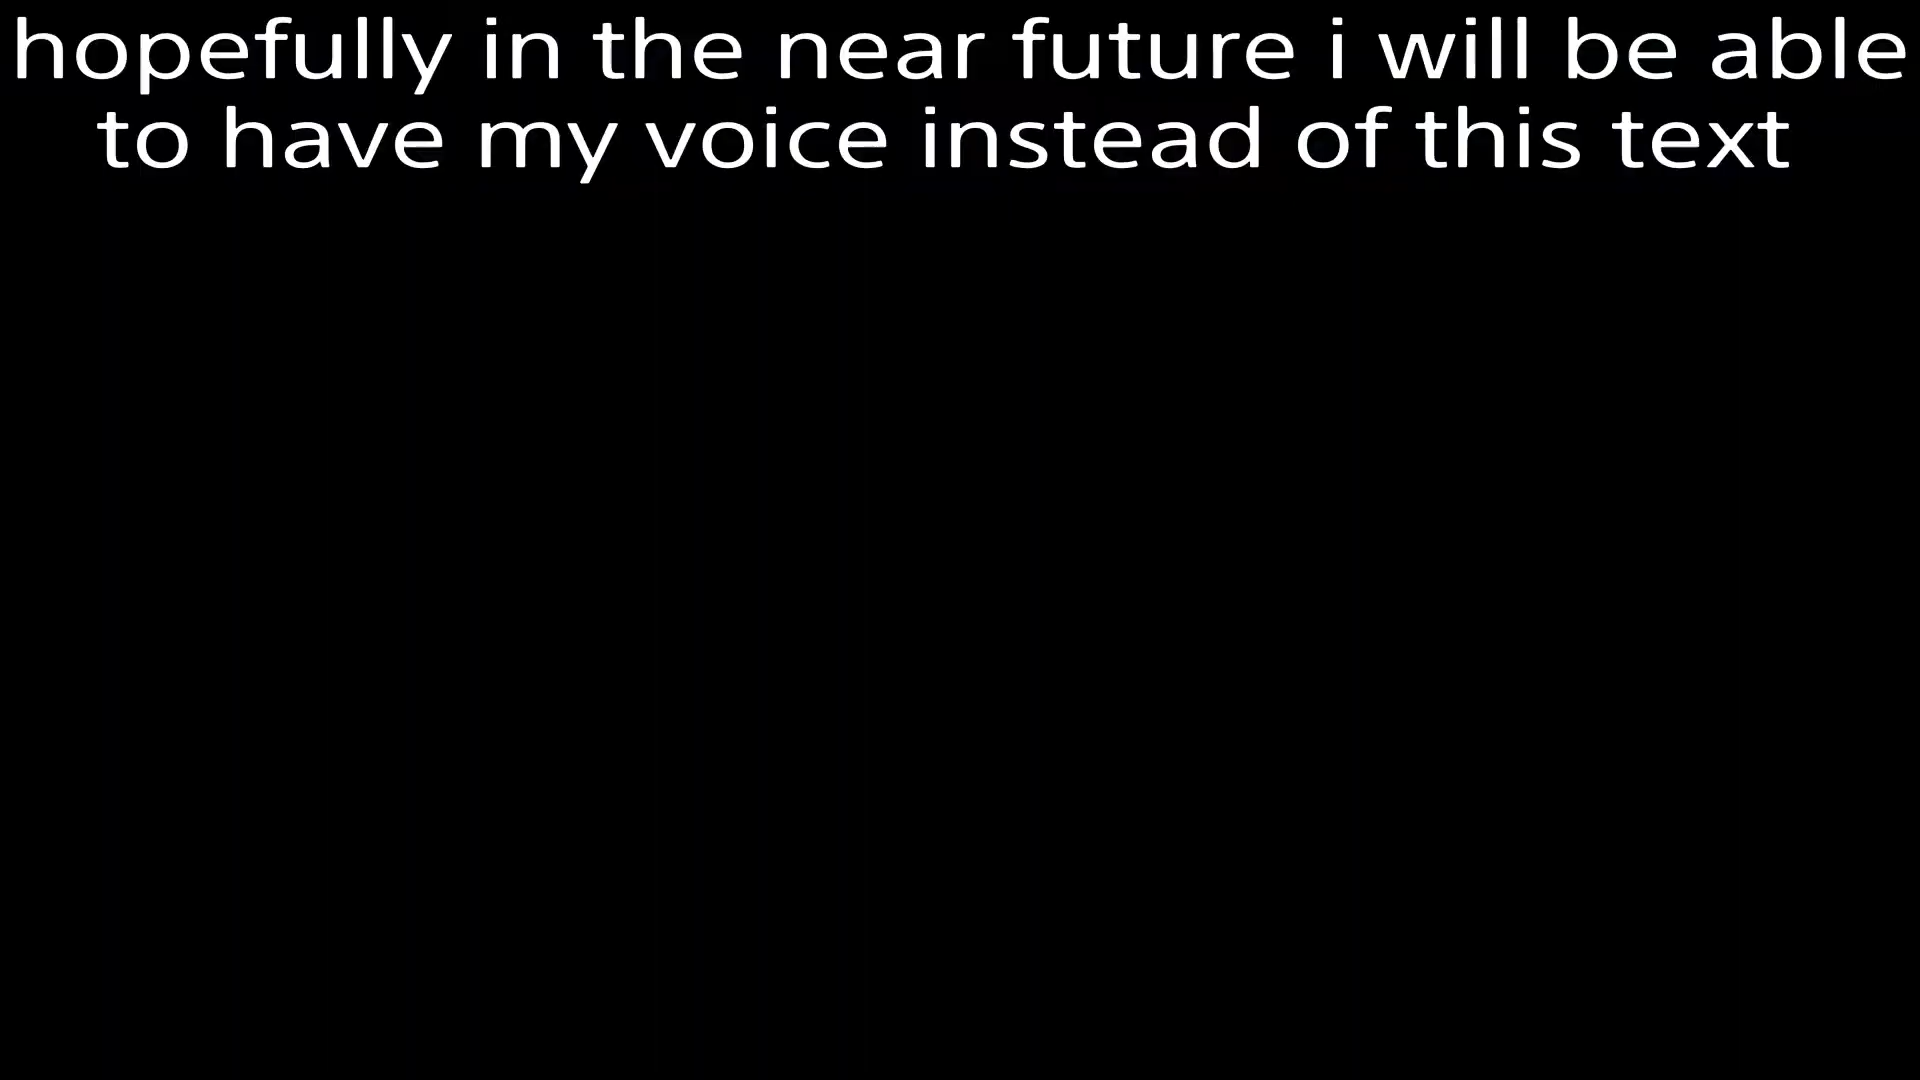 hopefully in the near future i will be able
to have my voice instead of this text